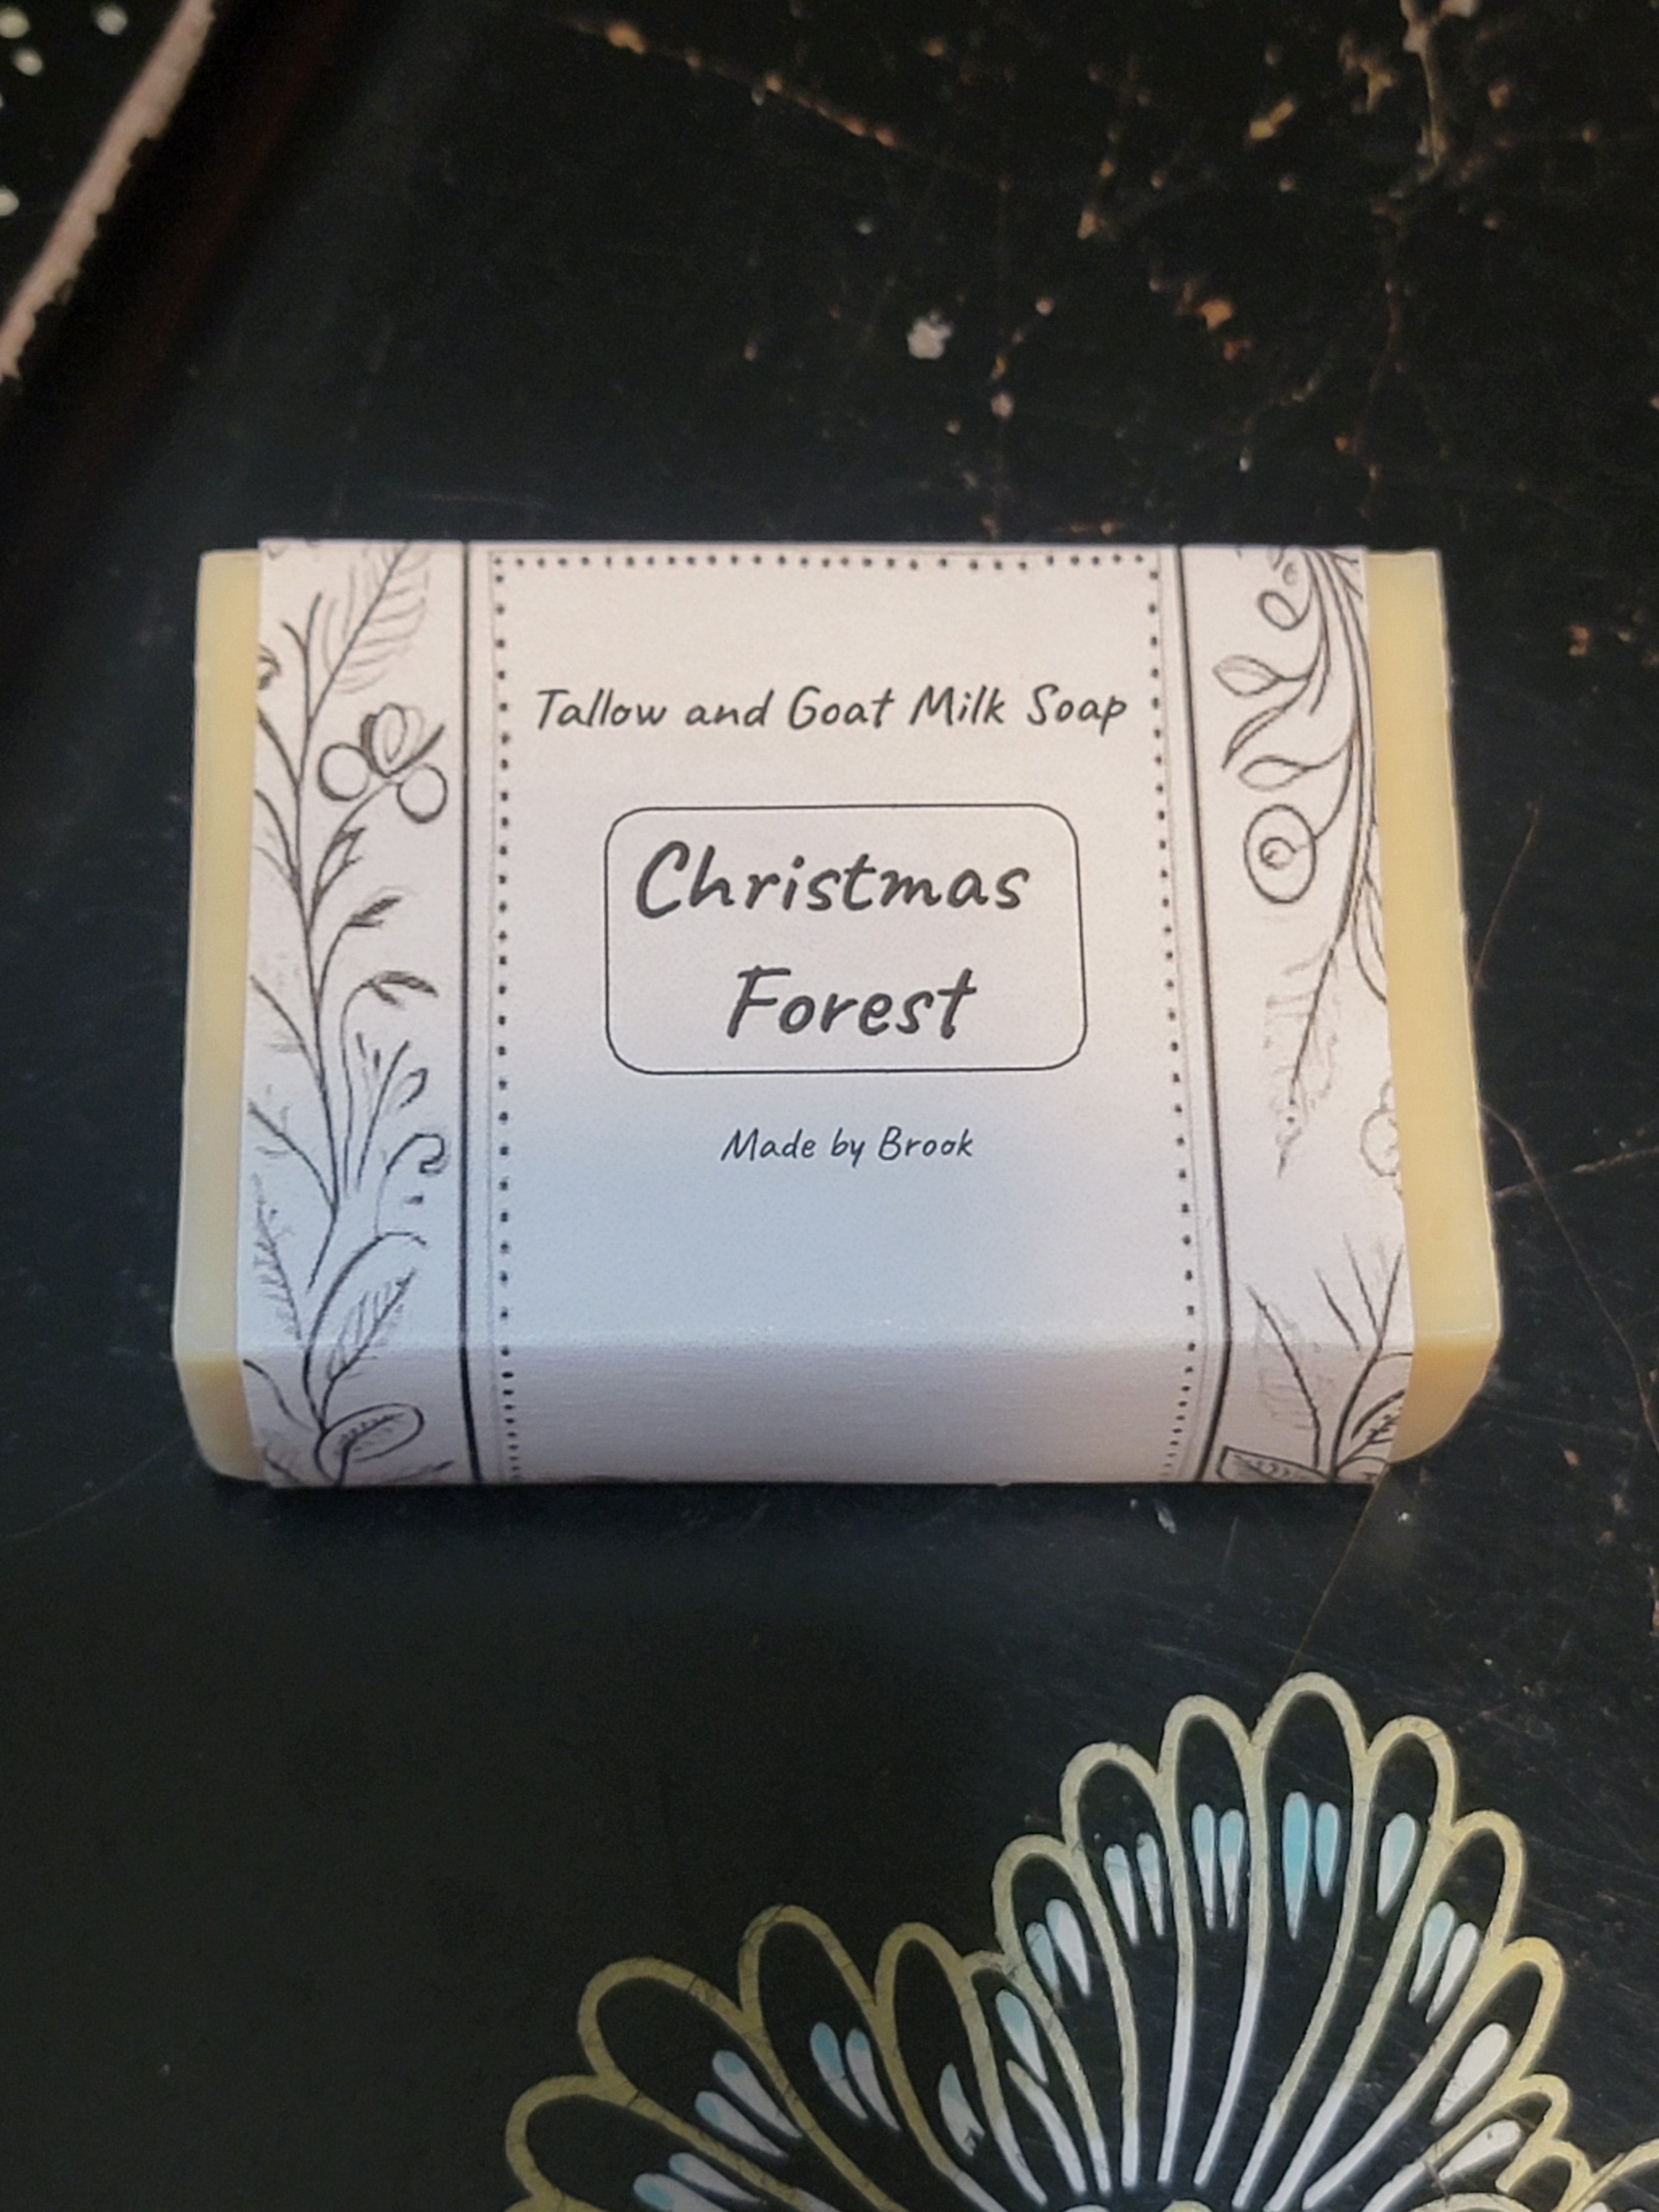 Tallow and Goat Milk Soap
Christmas
Forest
Made by Brook